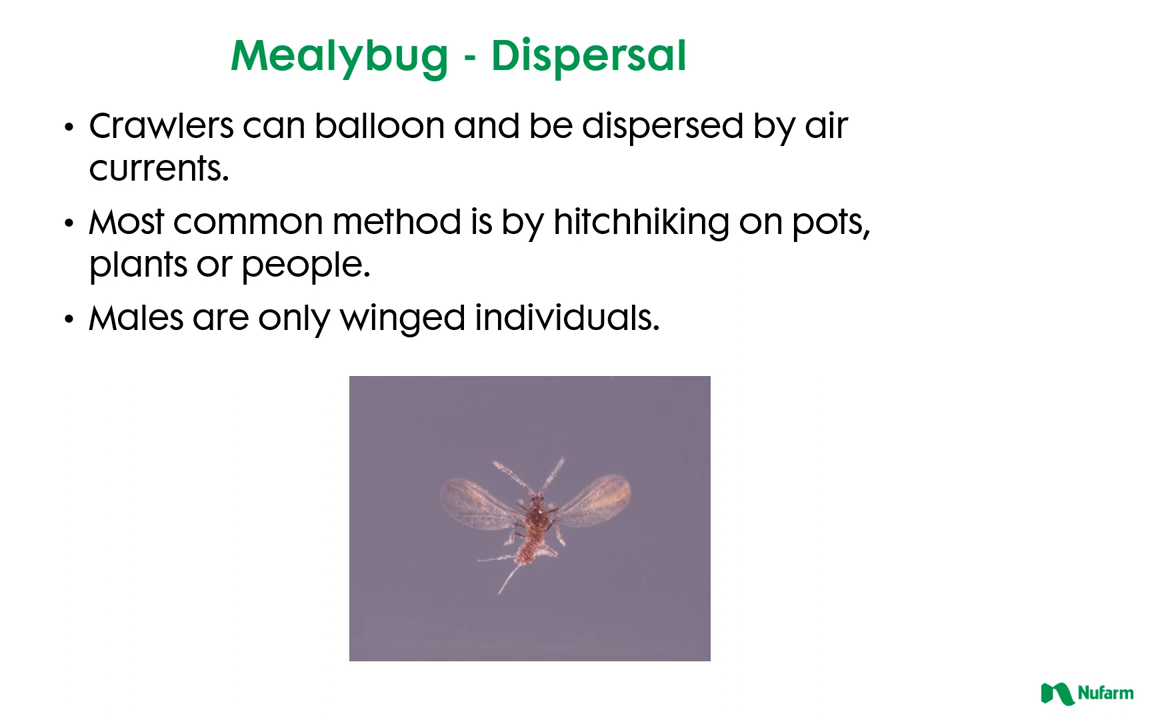 Mealybug - Dispersal
• Crawlers can balloon and be dispersed by air
currents.
• Most common method is by hitchhiking on pots,
plants or people.
• Males are only winged individuals.
Nufarm